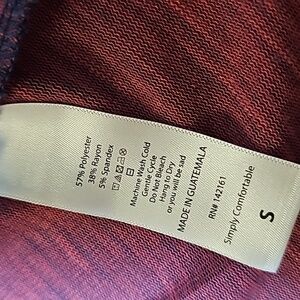 57% Polyester
38% Rayon
5% Spandex
Machine Wash Cold
Gentle Cycle
Do Not Bleach
Hang to Dry
or you will be sad
MADE IN GUATEMALA
RN# 142161
Simply Comfortable
S